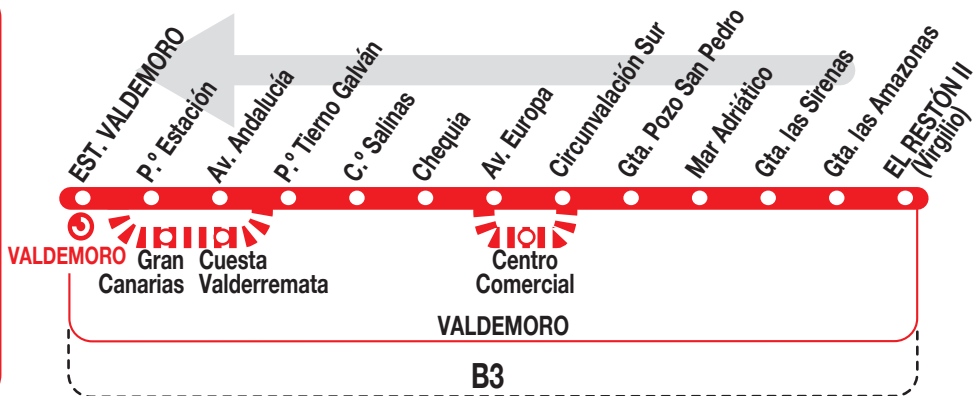 EST. VALDEMORO
P.º Estación
Av. Andalucía
P.º Tierno Galván
C.º Salinas
Chequia
Av. Europa
Circunvalación Sur
Gta. Pozo San Pedro
Mar Adriático
Gta. las Sirenas
Gta. las Amazonas
EL RESTÓN II
(Virgilio)
VALDEMORO
Gran
Canarias
Cuesta
Valderremata
Centro
Comercial
VALDEMORO
B3